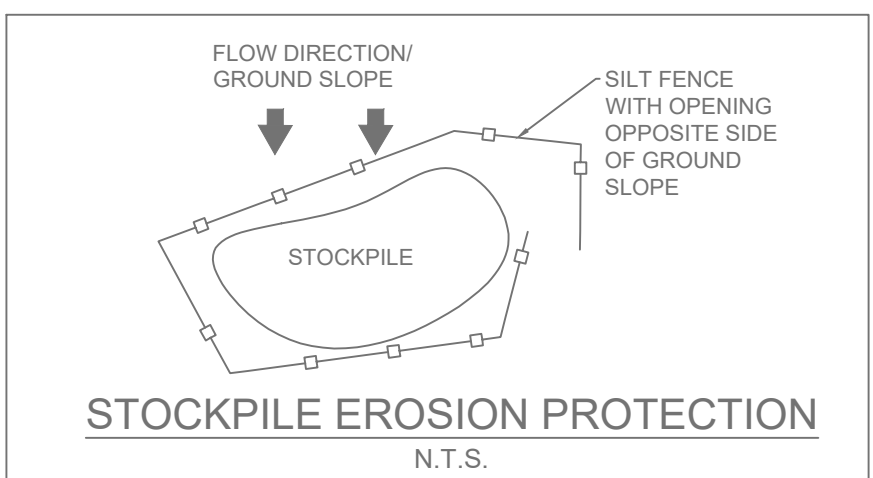 FLOW DIRECTION/
GROUND SLOPE
SILT FENCE
WITH OPENING
OPPOSITE SIDE
OF GROUND
SLOPE
STOCKPILE
STOCKPILE EROSION PROTECTION
N.T.S.